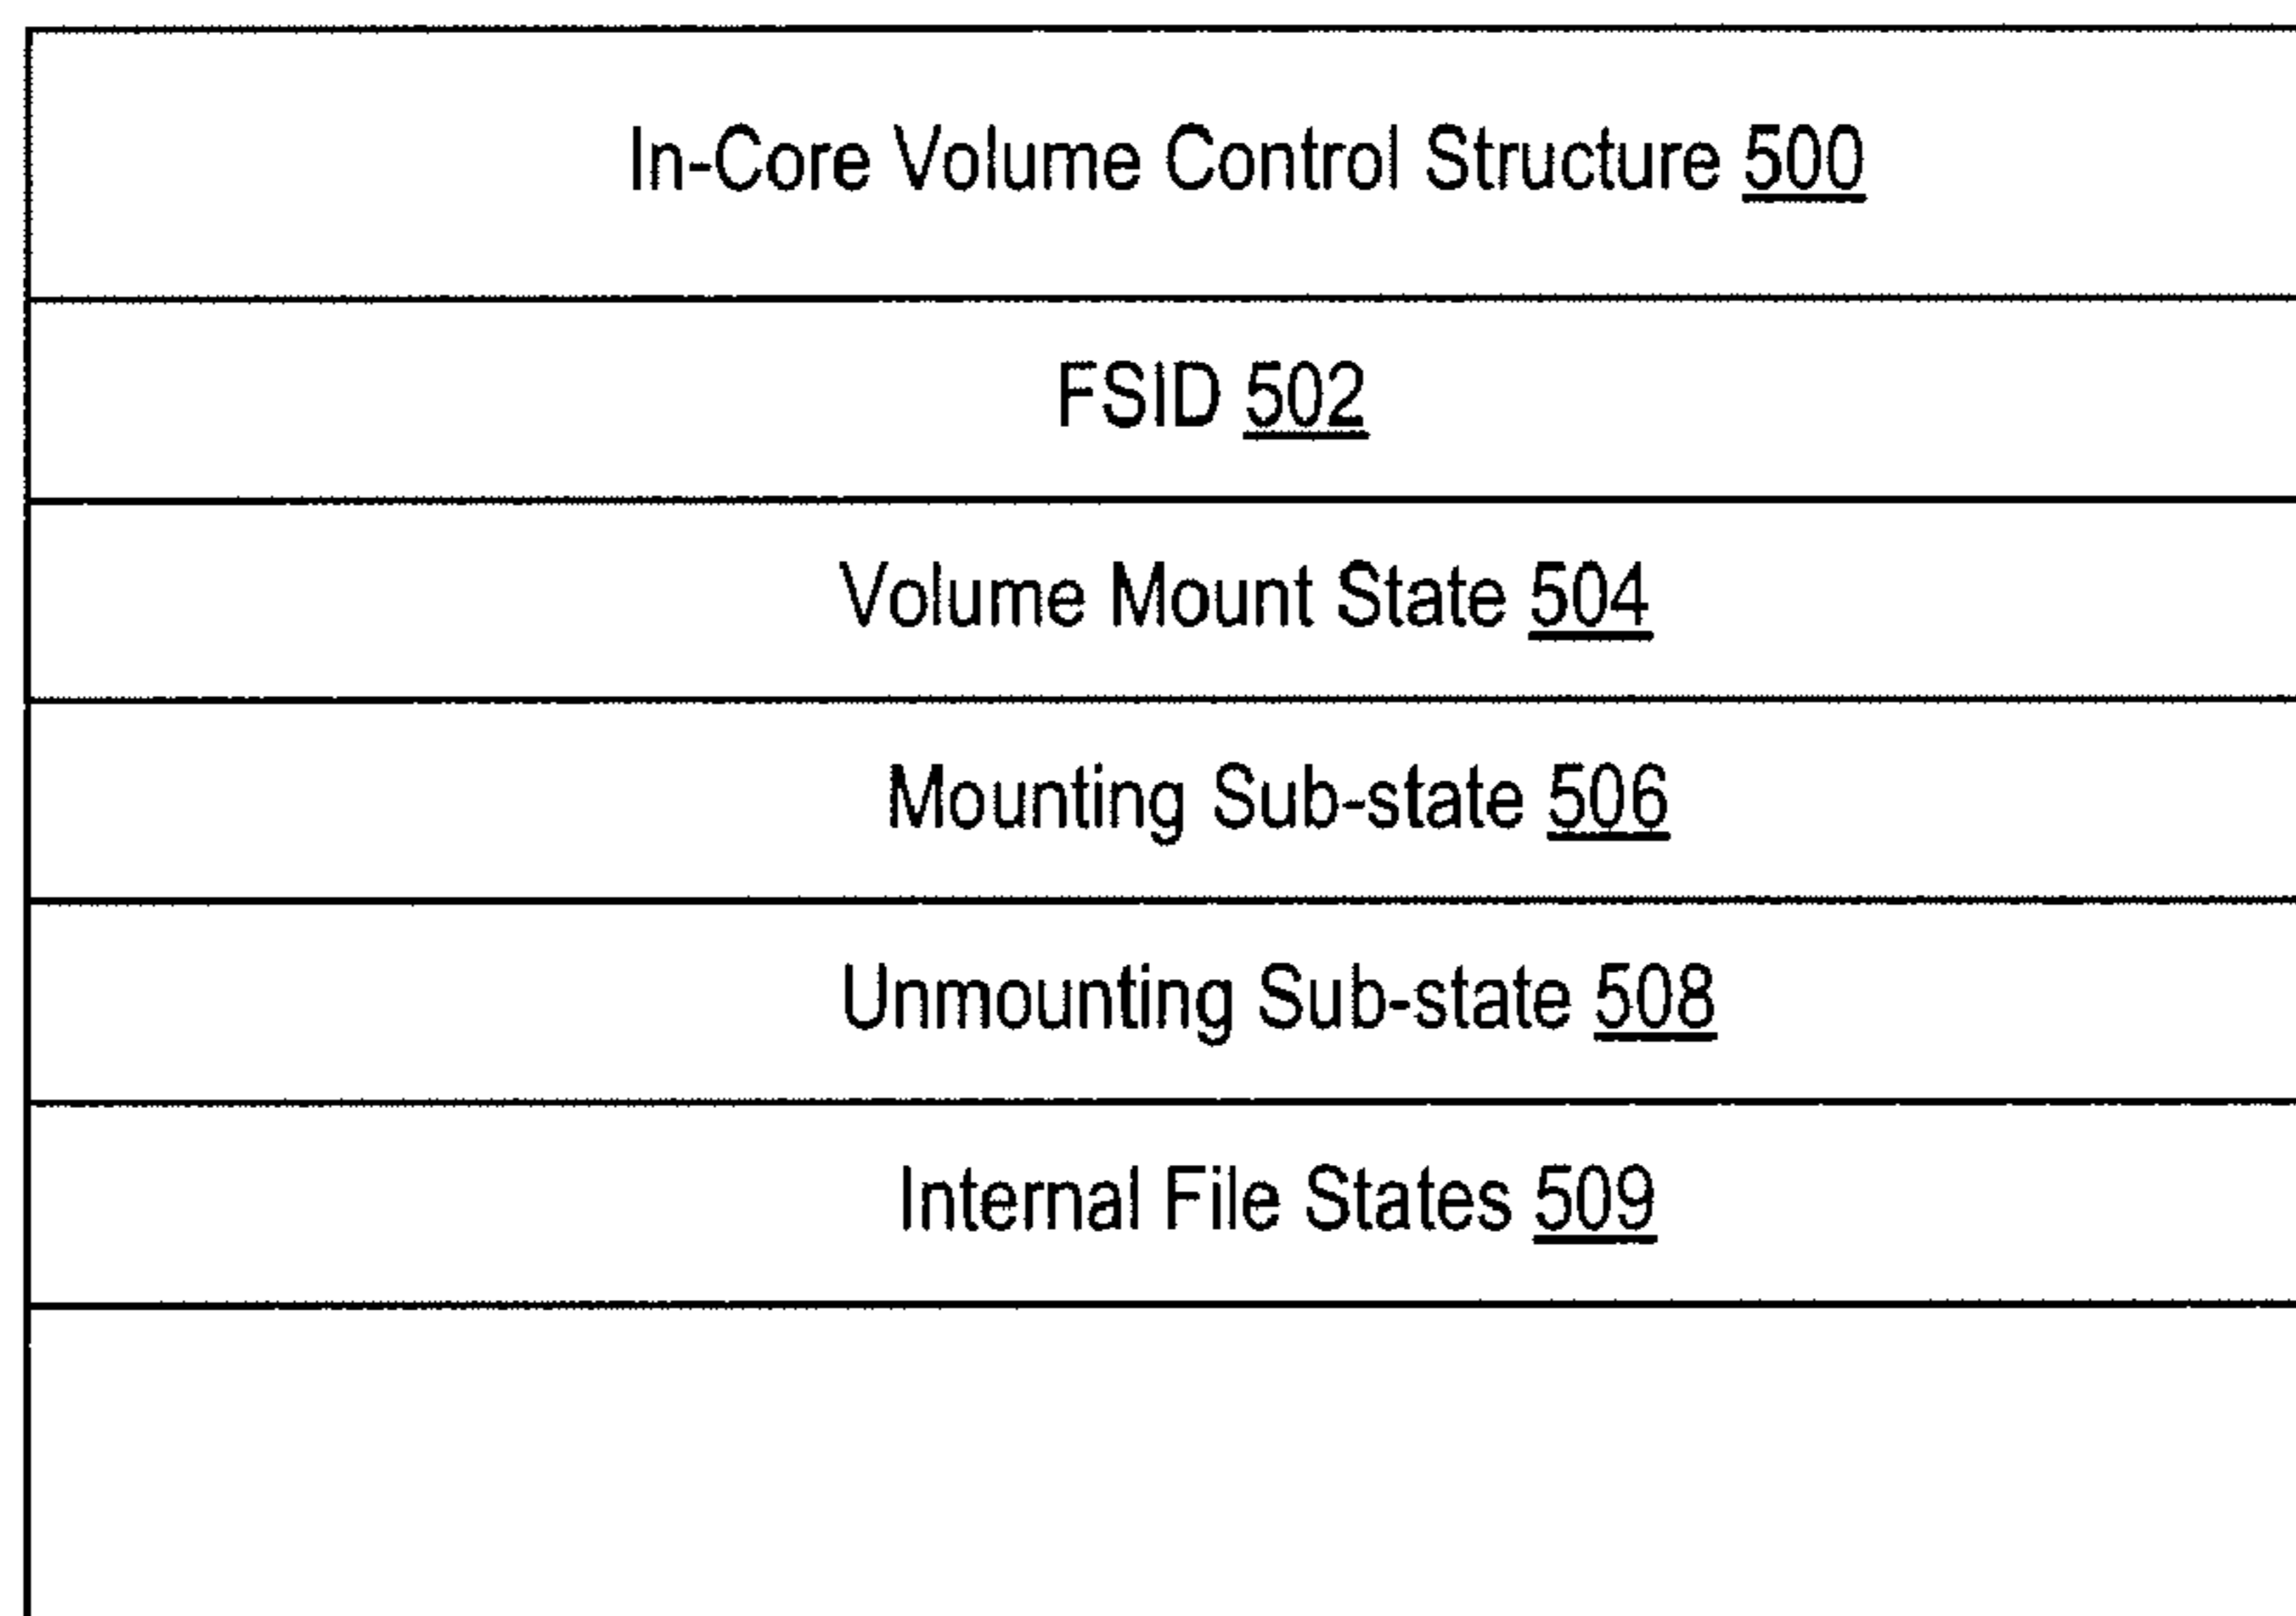 In-Core Volume Control Structure 500
FSID 502
Volume Mount State 504
Mounting Sub-state 506
Unmounting Sub-state 508
Internal File States 509